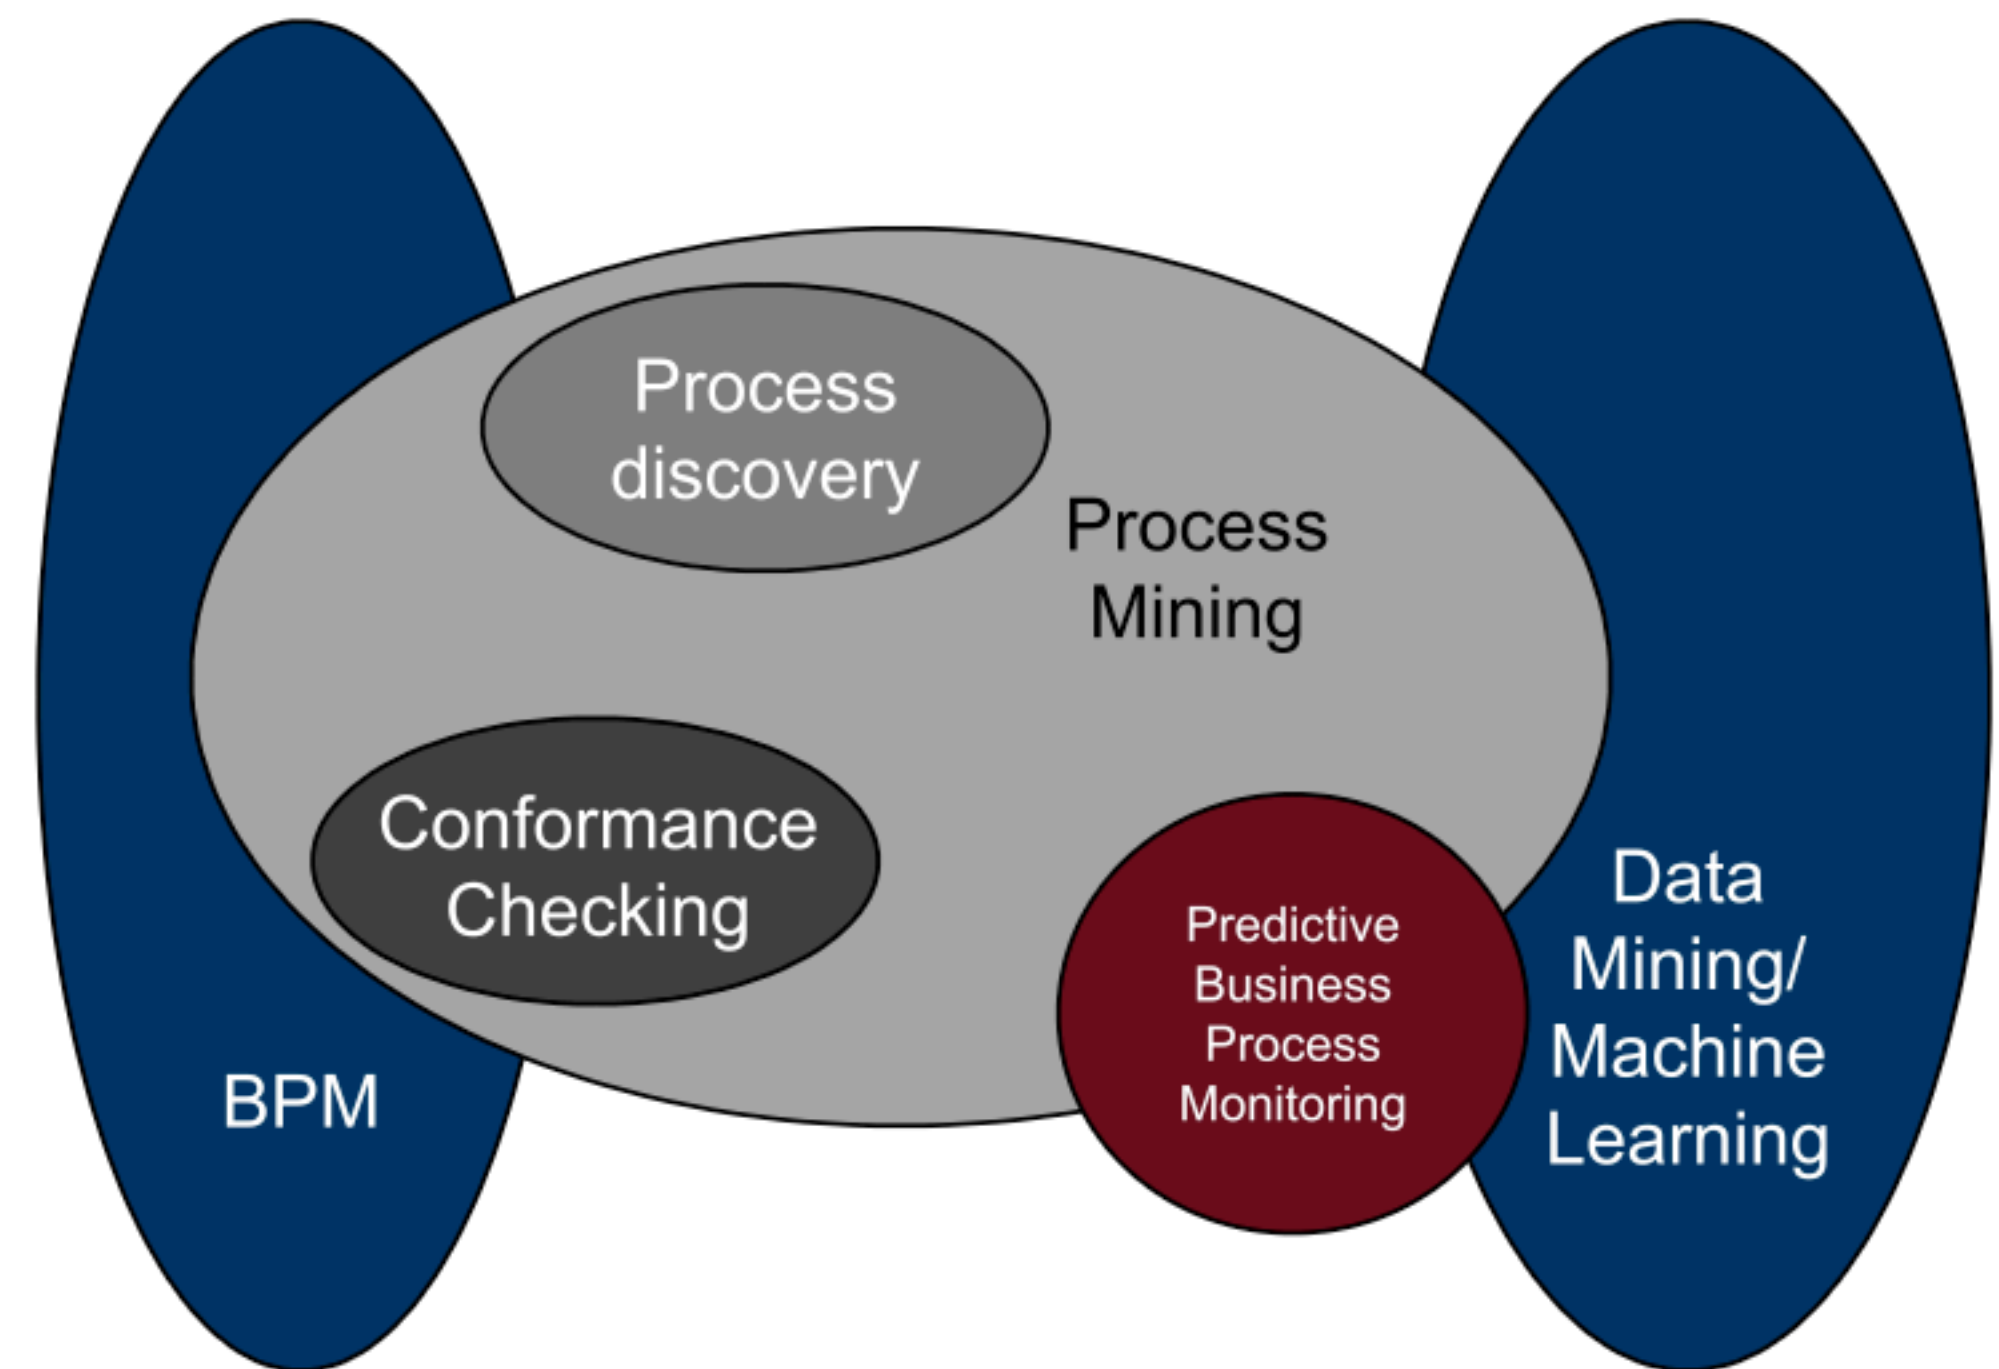 Process
discovery
Process
Mining
Conformance
Checking
Predictive
Business
Process
Monitoring
Data
Mining/
Machine
Learning
BPM